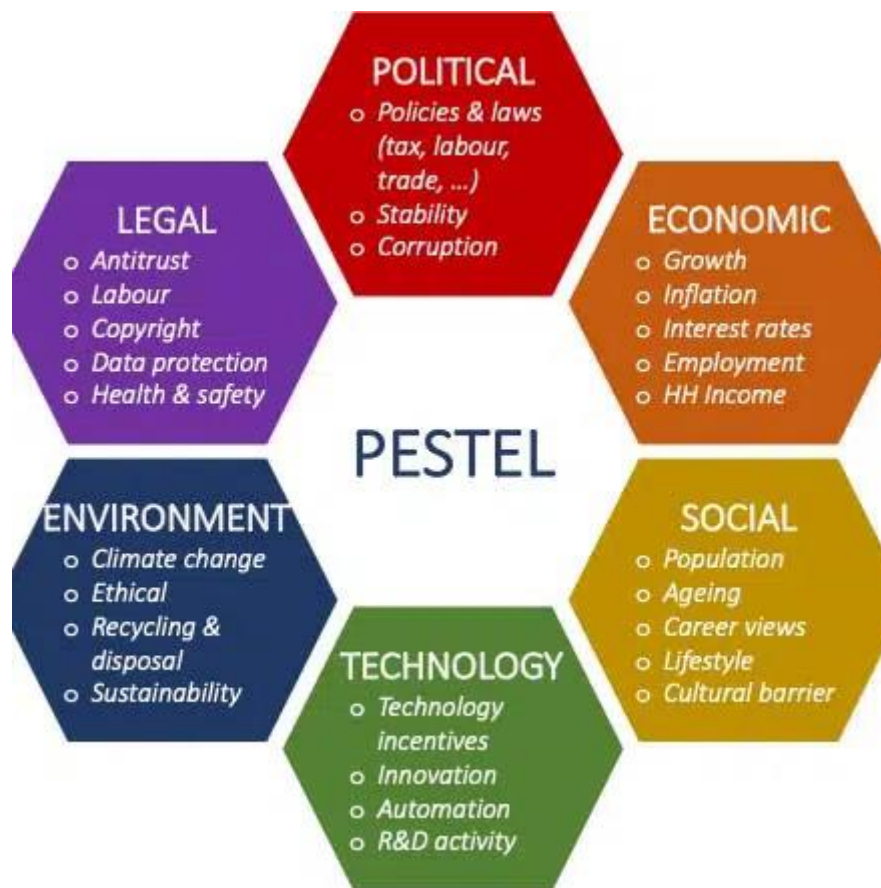 POLITICAL
o Policies & laws
(tax, labour,
trade, ...)
o Stability
o Corruption
LEGAL
o Antitrust
o Labour
o Copyright
o Data protection
o Health & safety
ECONOMIC
o Growth
o Inflation
o Interest rates
o Employment
o HH Income
PESTEL
ENVIRONMENT
o Climate change
o Ethical
o Recycling &
disposal
o Sustainability
SOCIAL
o Population
o Ageing
o Career views
o Lifestyle
o Cultural barrier
TECHNOLOGY
o Technology
incentives
o Innovation
o Automation
o R&D activity